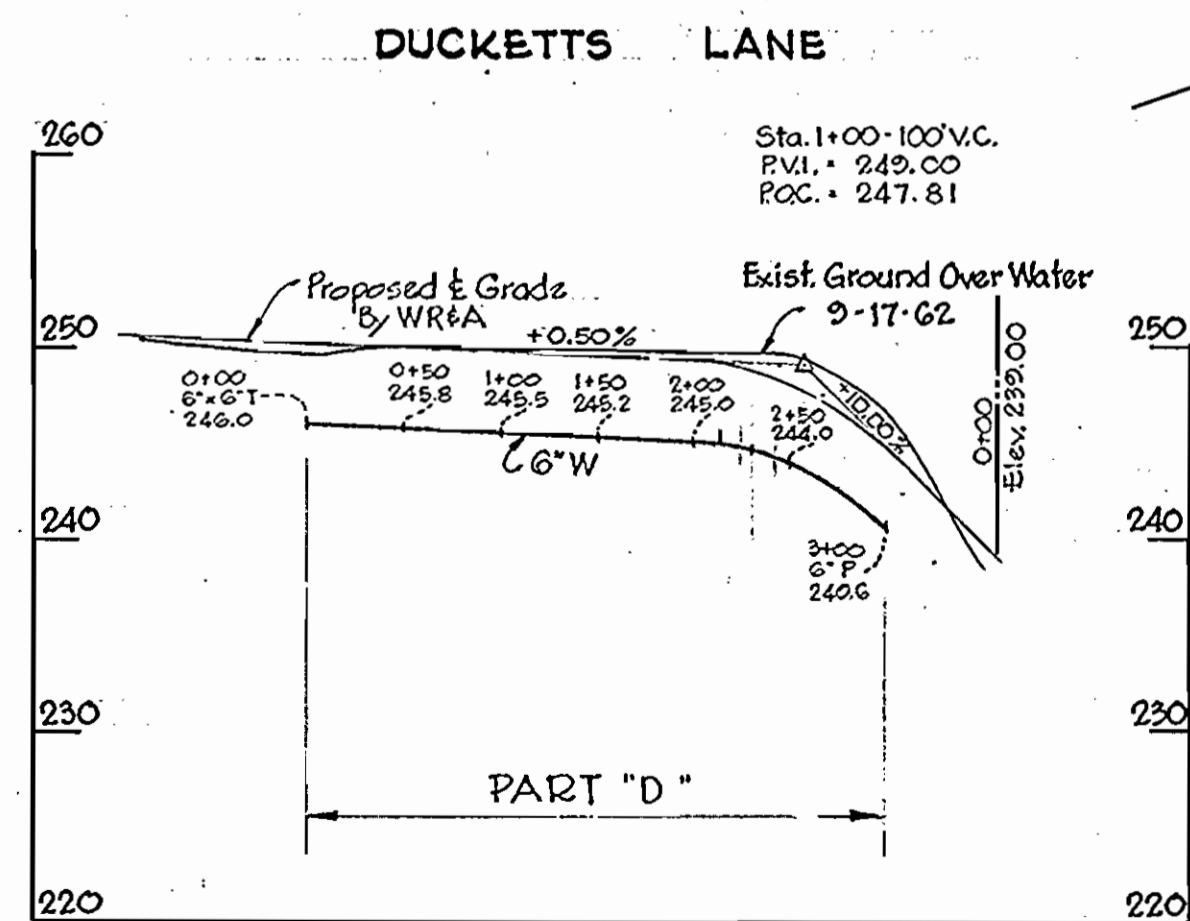 DUCKETTS LANE
260
Sta. 1+00-100' V.C.
P.V.I. = 249.00
P.O.C. = 247.81
Proposed ℄ Grade
By WR&A
Exist. Ground Over Water
9-17-62
250
+0.50%
250
0+00
6" x 6" T
246.0
0+50
245.8
1+00
245.5
1+50
245.2
2+00
245.0
2+50
244.0
+10.00%
0+00
Elev. 239.00
6" W
240
240
3+00
6" P
240.6
230
230
PART "D"
220
220